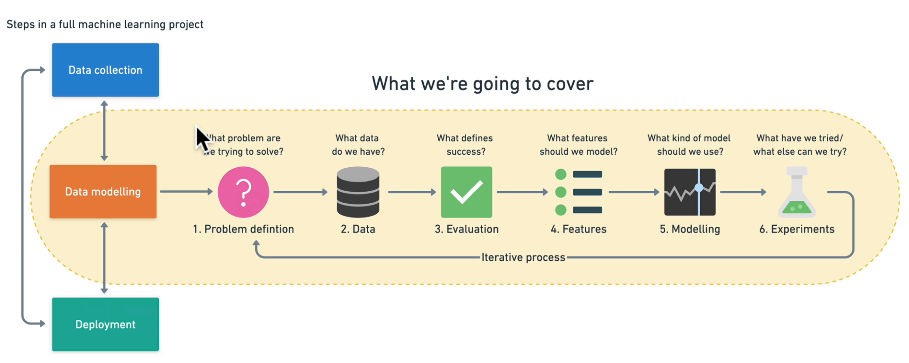 Steps in a full machine learning project
Data collection
What we're going to cover
What problem are
we trying to solve?
What data
do we have?
What defines
success?
What features
should we model?
What kind of model
should we use?
What have we tried/
what else can we try?
Data modelling
?
1. Problem defintion
2. Data
3. Evaluation
4. Features
5. Modelling
6. Experiments
Iterative process
Deployment